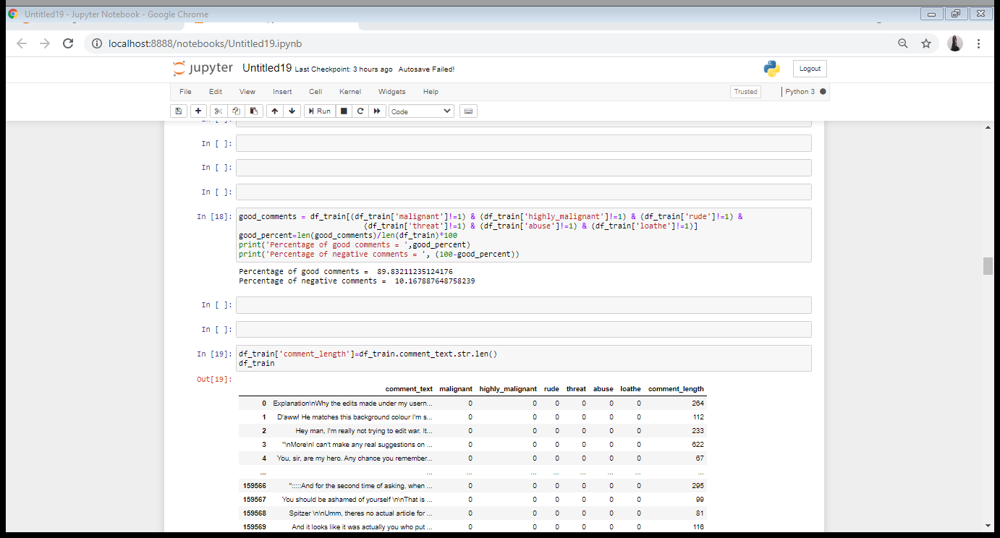 Untitled19 - Jupyter Notebook - Google Chrome
localhost:8888/notebooks/Untitled19.ipynb
jupyter Untitled19 Last Checkpoint: 3 hours ago Autosave Failed! Logout
File Edit View Insert Cell Kernel Widgets Help Trusted Python 3
Run Code
In [ ]:
In [ ]:
In [ ]:
In [ ]:
In [18]: good_comments = df_train[(df_train['malignant']!=1) & (df_train['highly_malignant']!=1) & (df_train['rude']!=1) &
(df_train['threat']!=1) & (df_train['abuse']!=1) & (df_train['loathe']!=1)]
good_percent=len(good_comments)/len(df_train)*100
print('Percentage of good comments = ',good_percent)
print('Percentage of negative comments = ', (100-good_percent))
Percentage of good comments =  89.83211235124176
Percentage of negative comments =  10.167887648758239
In [ ]:
In [ ]:
In [19]: df_train['comment_length']=df_train.comment_text.str.len()
df_train
Out[19]:
comment_text malignant highly_malignant rude threat abuse loathe comment_length
0 Explanation\nWhy the edits made under my usern... 0 0 0 0 0 0 264
1 D'aww! He matches this background colour I'm s... 0 0 0 0 0 0 112
2 Hey man, I'm really not trying to edit war. It... 0 0 0 0 0 0 233
3 "\nMore\nI can't make any real suggestions on ... 0 0 0 0 0 0 622
4 You, sir, are my hero. Any chance you remember... 0 0 0 0 0 0 67
... ... ... ... ... ... ... ... ...
159566 ":::::And for the second time of asking, when ... 0 0 0 0 0 0 295
159567 You should be ashamed of yourself \n\nThat is ... 0 0 0 0 0 0 99
159568 Spitzer \n\nUmm, theres no actual article for ... 0 0 0 0 0 0 81
159569 And it looks like it was actually you who put ... 0 0 0 0 0 0 116